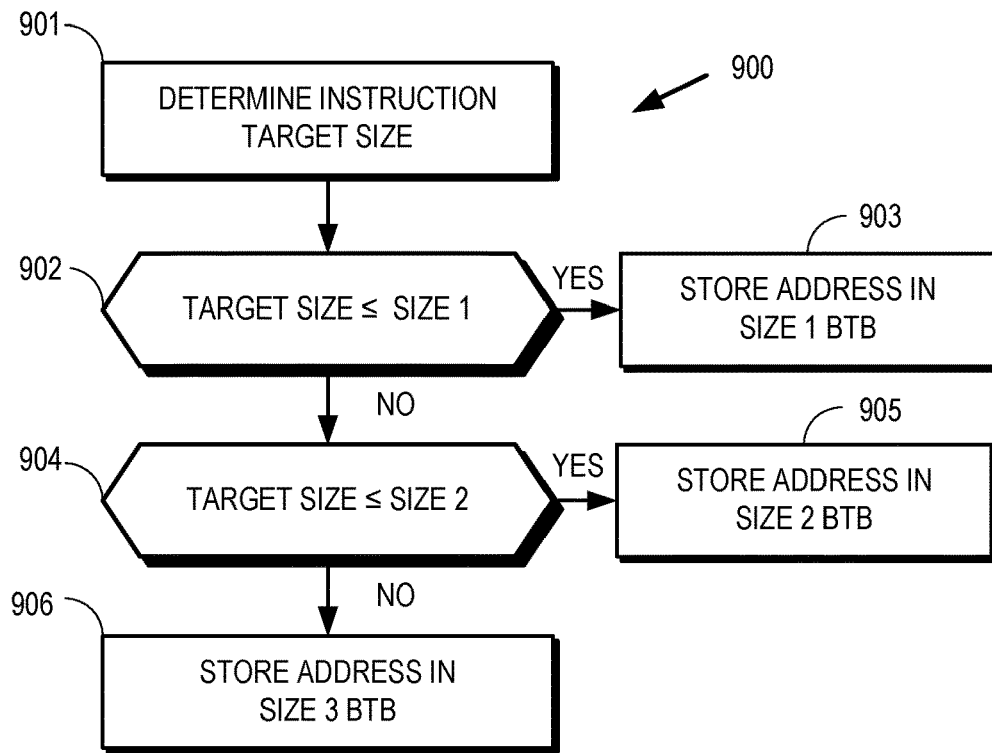 901
900
DETERMINE INSTRUCTION
TARGET SIZE
902
TARGET SIZE ≤ SIZE 1
YES
903
STORE ADDRESS IN
SIZE 1 BTB
NO
904
TARGET SIZE ≤ SIZE 2
YES
905
STORE ADDRESS IN
SIZE 2 BTB
NO
906
STORE ADDRESS IN
SIZE 3 BTB